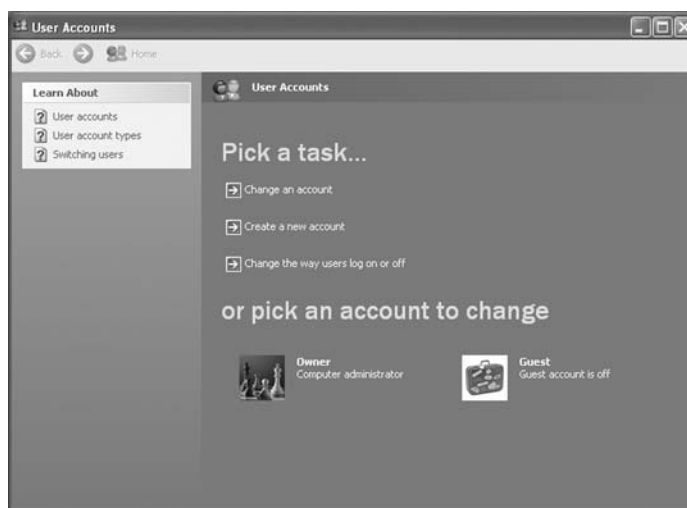 User Accounts
Back Home
Learn About
User accounts
User account types
Switching users
User Accounts
Pick a task...
Change an account
Create a new account
Change the way users log on or off
or pick an account to change
Owner
Computer administrator
Guest
Guest account is off